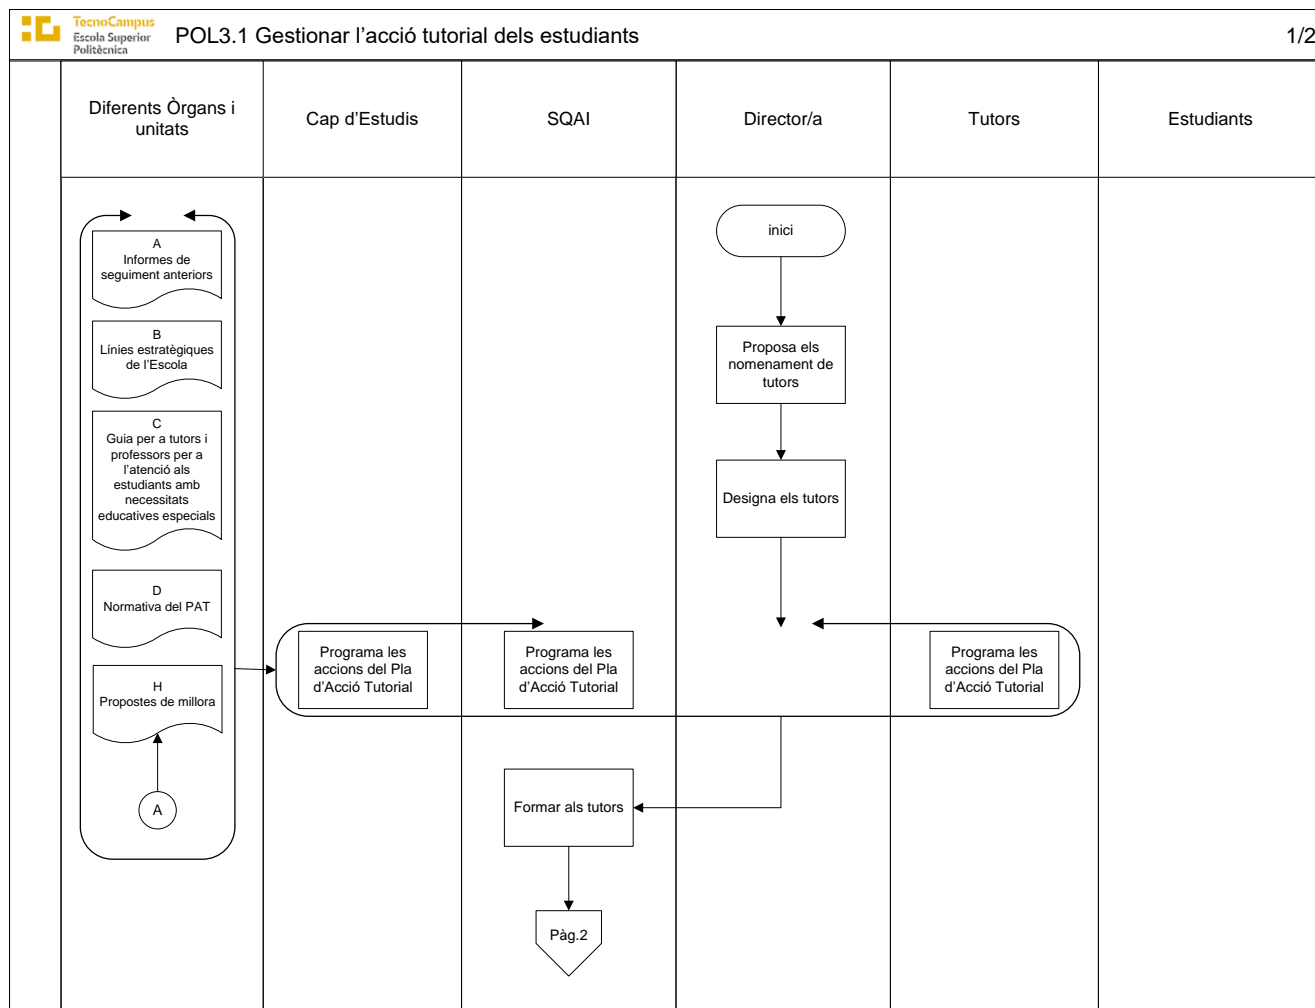 TecnoCampus
Escola Superior
Politècnica
POL3.1 Gestionar l’acció tutorial dels estudiants
1/2
Diferents Òrgans i
unitats
Cap d’Estudis
SQAI
Director/a
Tutors
Estudiants
A
Informes de
seguiment anteriors
B
Línies estratègiques
de l’Escola
C
Guia per a tutors i
professors per a
l’atenció als
estudiants amb
necessitats
educatives especials
D
Normativa del PAT
H
Propostes de millora
A
inici
Proposa els
nomenament de
tutors
Designa els tutors
Programa les
accions del Pla
d’Acció Tutorial
Programa les
accions del Pla
d’Acció Tutorial
Programa les
accions del Pla
d’Acció Tutorial
Formar als tutors
Pàg.2